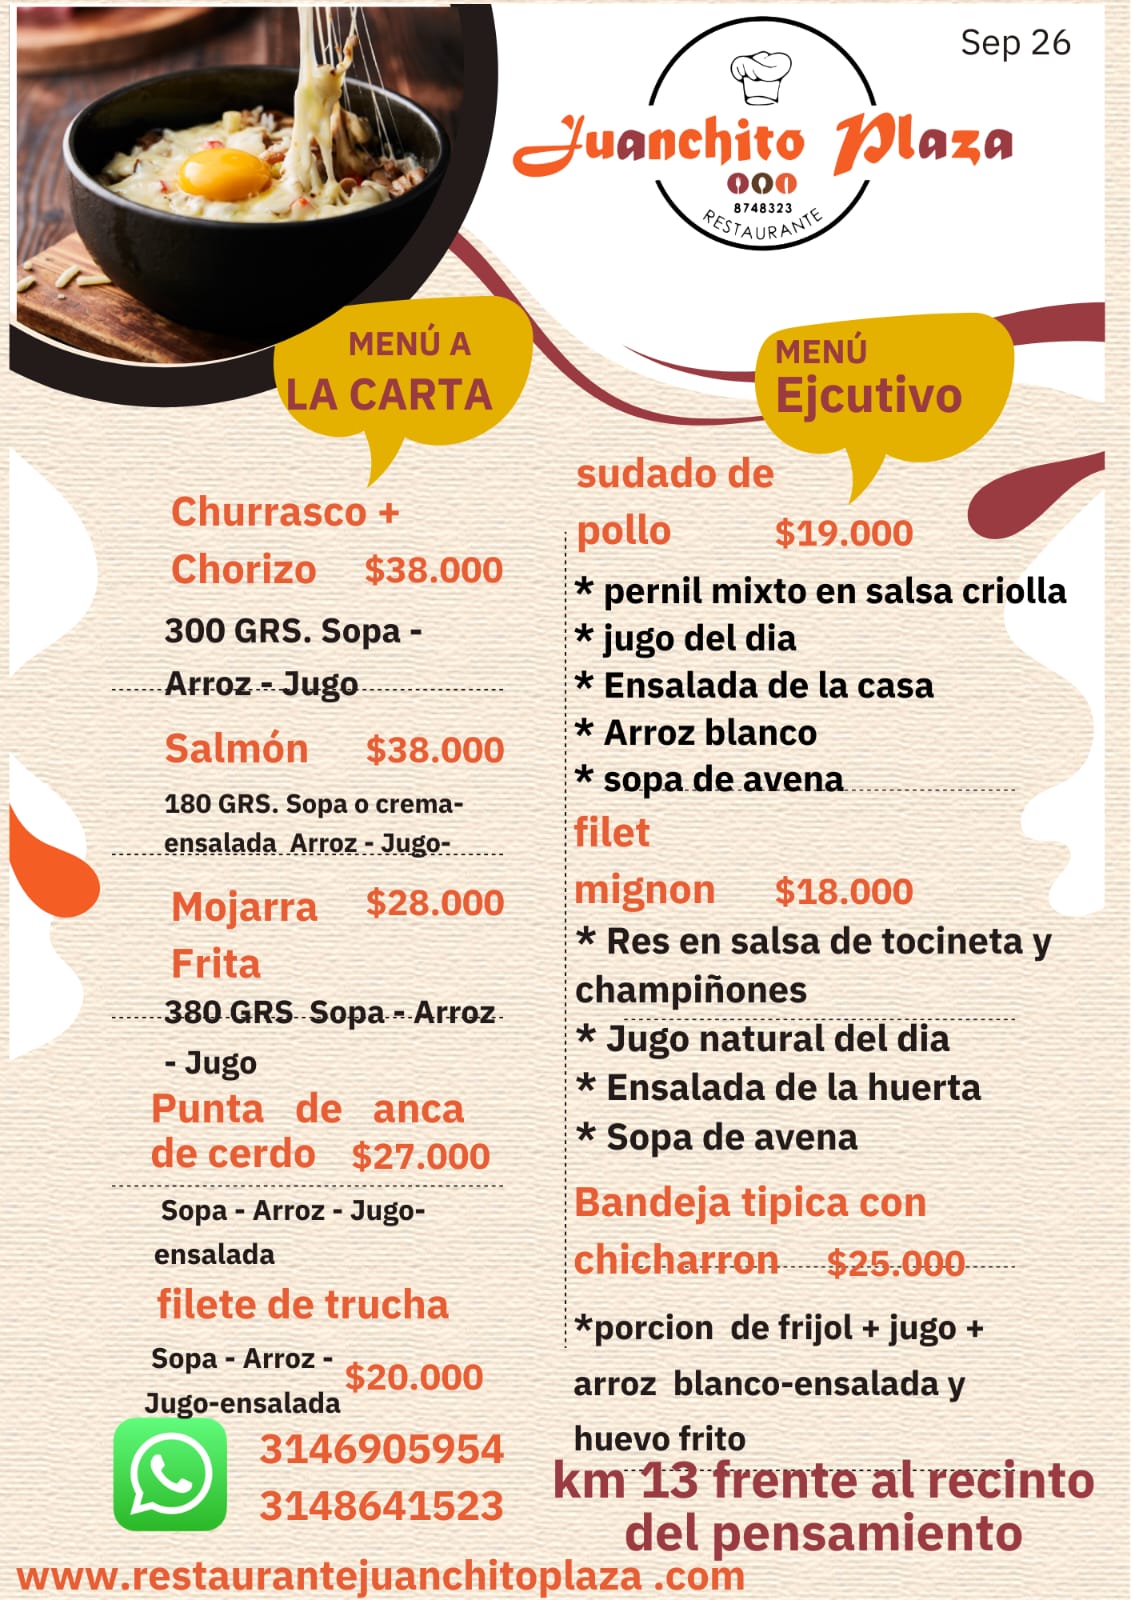 Sep 26
Juanchito Plaza
8748323
RESTAURANTE
MENÚ A
LA CARTA
Churrasco +
Chorizo $38.000
300 GRS. Sopa -
Arroz - Jugo
Salmón $38.000
180 GRS. Sopa o crema-
ensalada Arroz - Jugo-
Mojarra $28.000
Frita
380 GRS Sopa - Arroz
- Jugo
Punta de anca
de cerdo $27.000
Sopa - Arroz - Jugo-
ensalada
filete de trucha
Sopa - Arroz -
$20.000
Jugo-ensalada
3146905954
3148641523
MENÚ
Ejcutivo
sudado de
pollo $19.000
* pernil mixto en salsa criolla
* jugo del dia
* Ensalada de la casa
* Arroz blanco
* sopa de avena
filet
mignon $18.000
* Res en salsa de tocineta y
champiñones
* Jugo natural del dia
* Ensalada de la huerta
* Sopa de avena
Bandeja tipica con
chicharron $25.000
*porcion de frijol + jugo +
arroz blanco-ensalada y
huevo frito
km 13 frente al recinto
del pensamiento
www.restaurantejuanchitoplaza .com